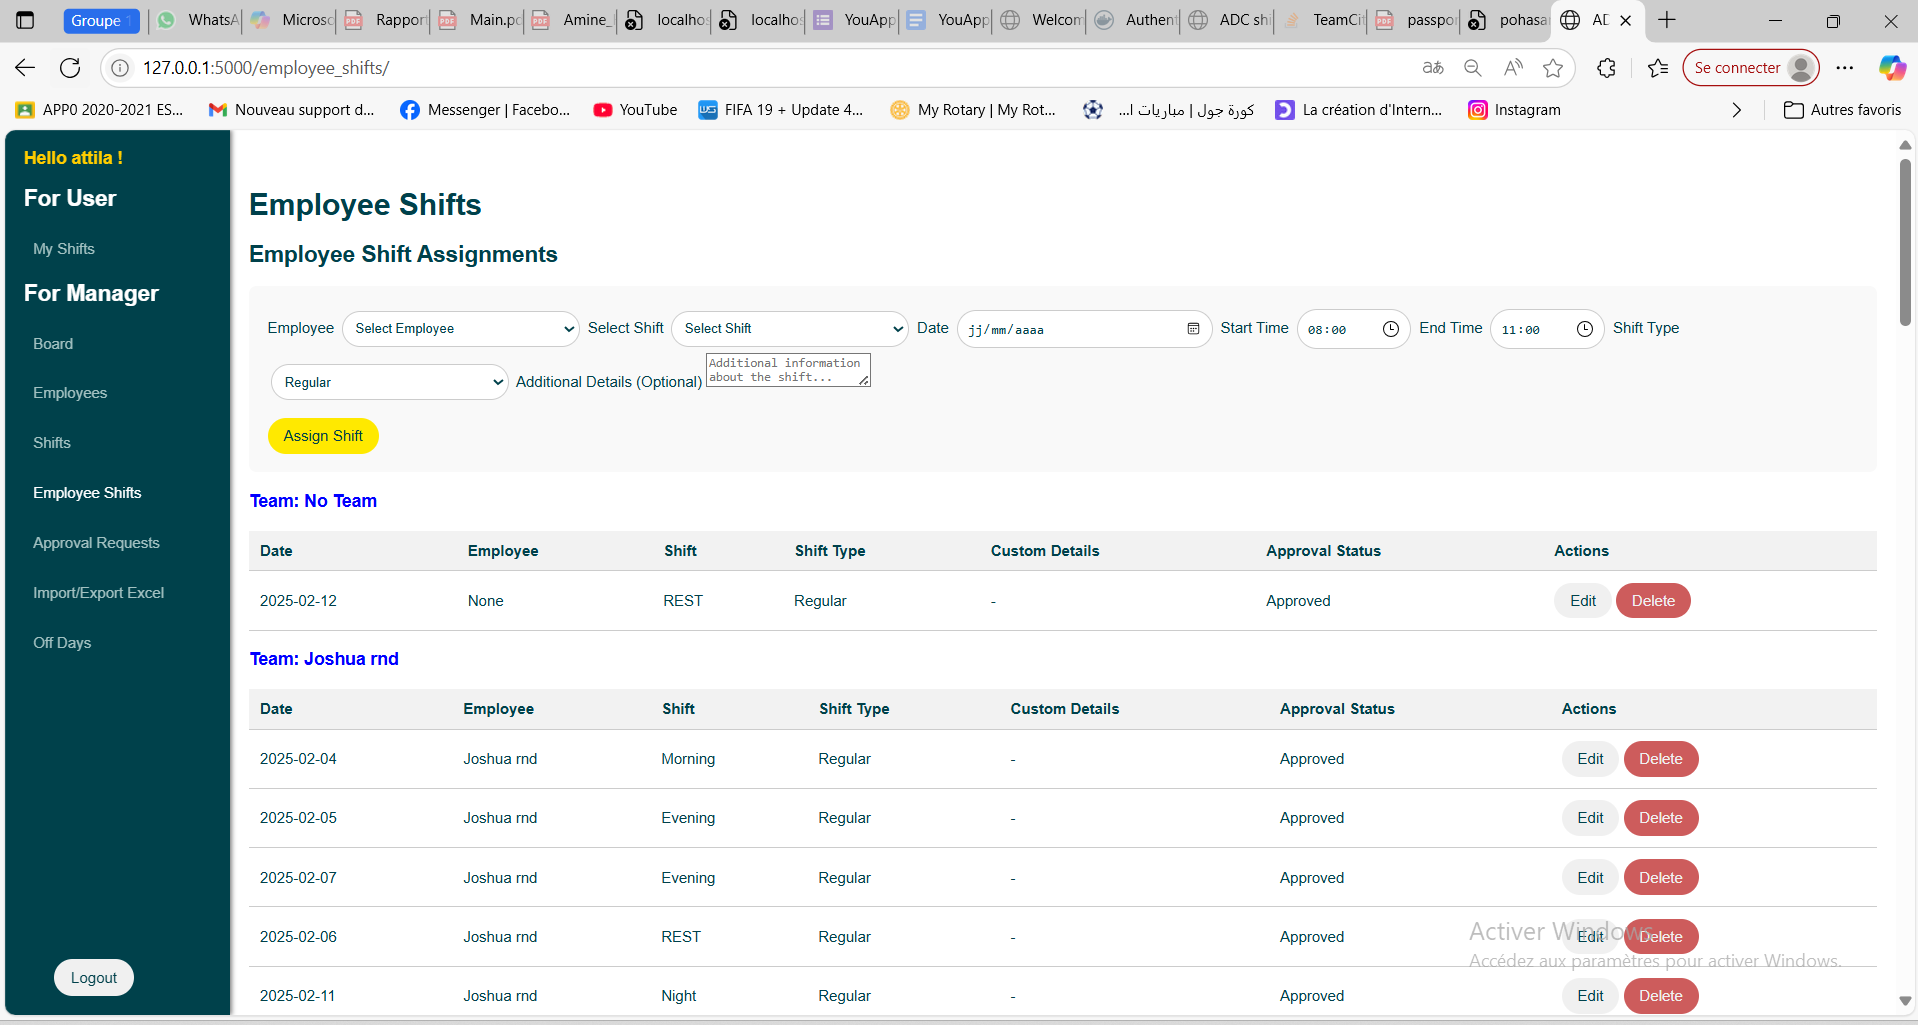 Groupe 1
WhatsA
Microso
Rapport
Main.pd
Amine_
localhos
localhos
YouApp
YouApp
Welcom
Authent
ADC shi
TeamCit
passpor
pohasa
127.0.0.1:5000/employee_shifts/
Se connecter
APP0 2020-2021 ES...
Nouveau support d...
Messenger | Facebo...
YouTube
FIFA 19 + Update 4...
My Rotary | My Rot...
كورة جول | مباريات ا...
La création d'Intern...
Instagram
Autres favoris
Hello attila !
For User
My Shifts
For Manager
Board
Employees
Shifts
Employee Shifts
Approval Requests
Import/Export Excel
Off Days
Logout
Employee Shifts
Employee Shift Assignments
Employee Select Employee Select Shift Select Shift Date jj/mm/aaaa Start Time 08:00 End Time 11:00 Shift Type
Regular Additional Details (Optional) Additional information
about the shift...
Assign Shift
Team: No Team
Date Employee Shift Shift Type Custom Details Approval Status Actions
2025-02-12 None REST Regular - Approved Edit Delete
Team: Joshua rnd
Date Employee Shift Shift Type Custom Details Approval Status Actions
2025-02-04 Joshua rnd Morning Regular - Approved Edit Delete
2025-02-05 Joshua rnd Evening Regular - Approved Edit Delete
2025-02-07 Joshua rnd Evening Regular - Approved Edit Delete
2025-02-06 Joshua rnd REST Regular - Approved Edit Delete
2025-02-11 Joshua rnd Night Regular - Approved Edit Delete
Activer Windows
Accédez aux paramètres pour activer Windows.